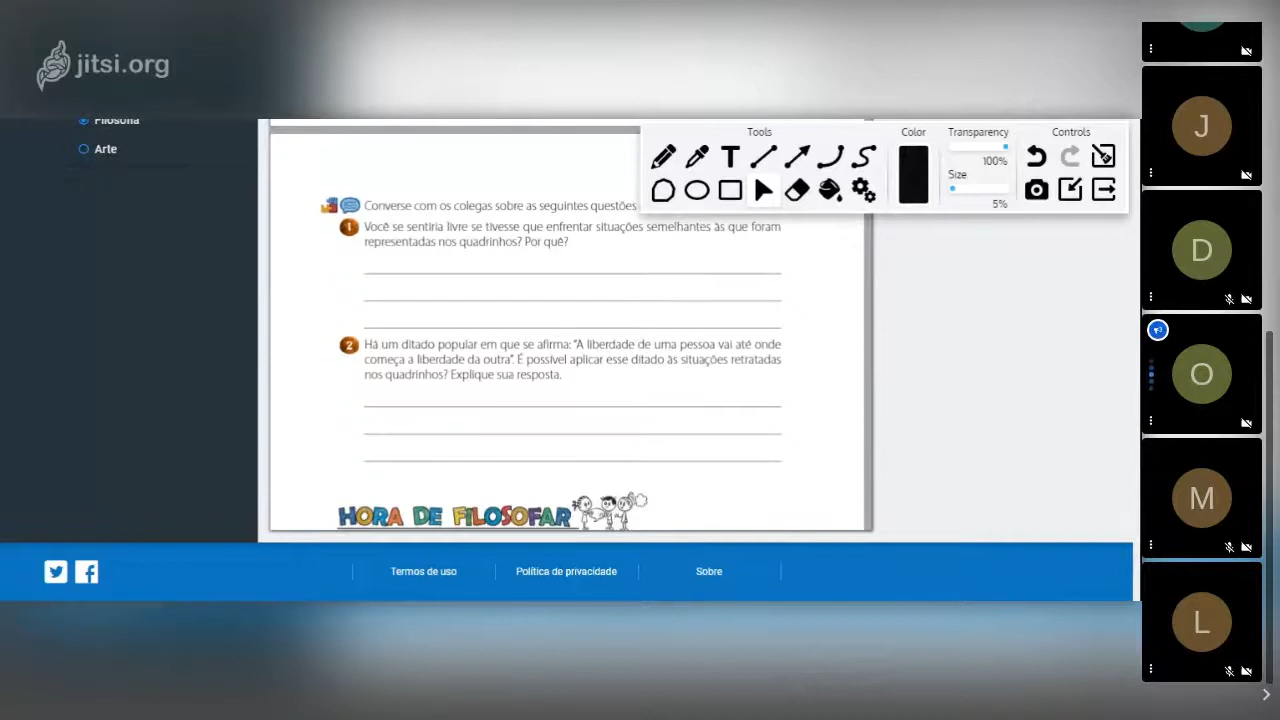 jitsi.org
Filosofia
Arte
Tools
Color
Transparency
100%
Size
5%
Controls
Converse com os colegas sobre as seguintes questões
1 Você se sentiria livre se tivesse que enfrentar situações semelhantes às que foram
representadas nos quadrinhos? Por quê?
2 Há um ditado popular em que se afirma: "A liberdade de uma pessoa vai até onde
começa a liberdade da outra". É possível aplicar esse ditado às situações retratadas
nos quadrinhos? Explique sua resposta.
HORA DE FILOSOFAR
Termos de uso
Política de privacidade
Sobre
J
D
O
M
L